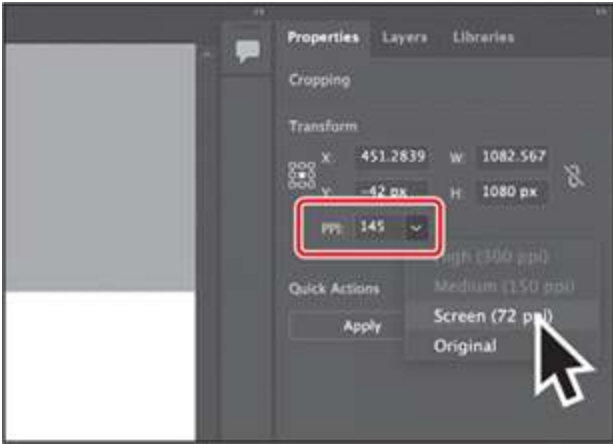 Properties Layers Libraries
Cropping
Transform
X: 451.2839 W: 1082.567
Y: -42 px H: 1080 px
PPI: 145
High (300 ppi)
Medium (150 ppi)
Quick Actions
Screen (72 ppi)
Apply
Original